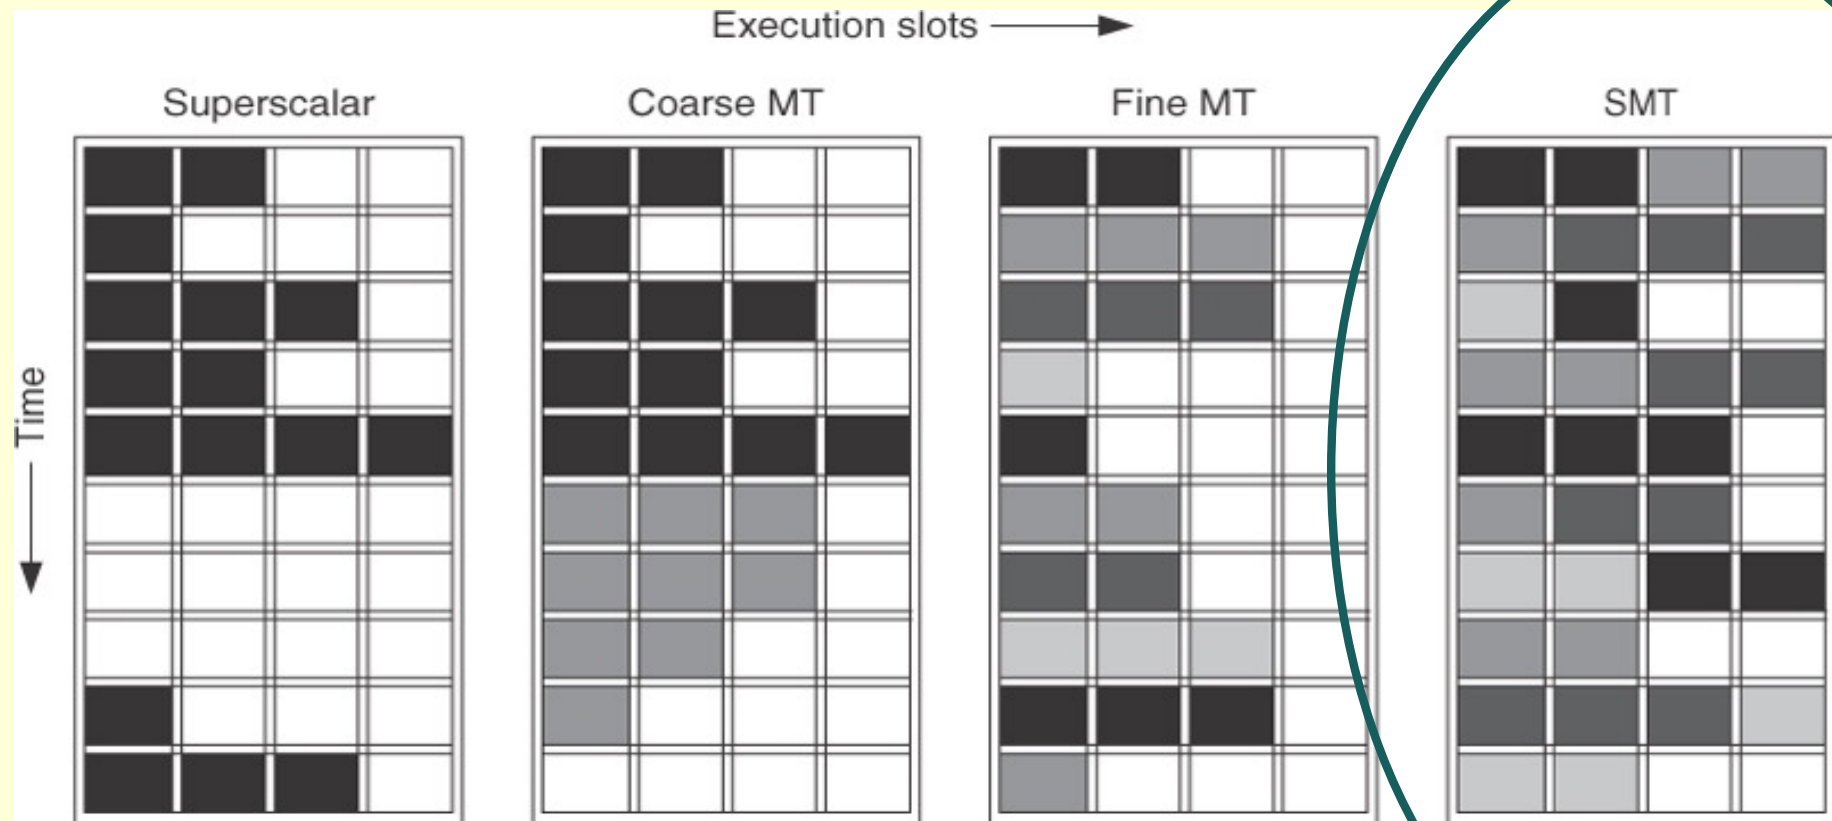 Execution slots
Superscalar
Coarse MT
Fine MT
SMT
Time